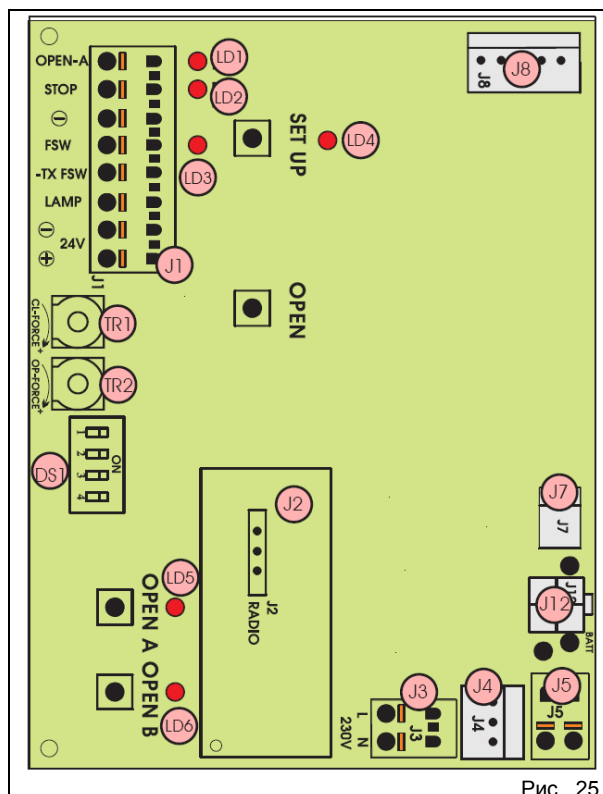 OPEN-A
LD1
STOP
LD2
⊖
FSW
LD3
-TX FSW
LAMP
⊖
24V
⊕
J1
J1
SET UP
LD4
J8
J8
OPEN
CL-FORCE +
TR1
OP-FORCE +
TR2
DS1
1
2
3
4
ON
J2
J2
RADIO
J7
J7
J12
BATT
OPEN A
LD5
OPEN B
LD6
J3
J3
L
N
230V
J4
J4
J5
J5
Рис. 25